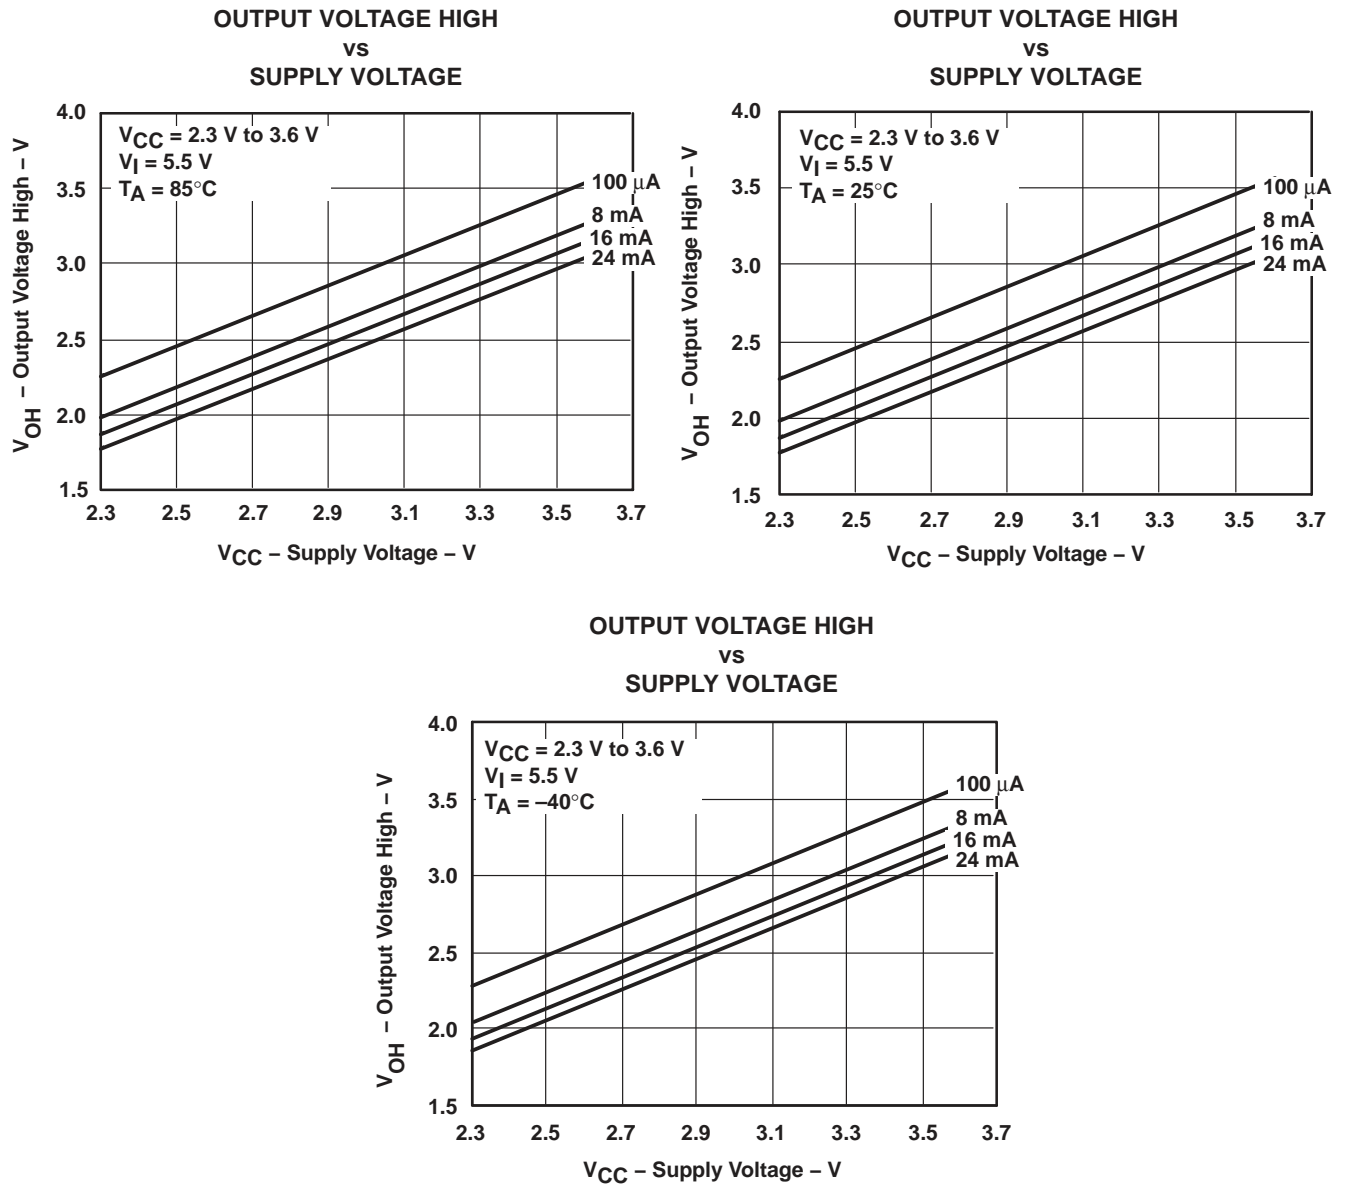 OUTPUT VOLTAGE HIGH
vs
SUPPLY VOLTAGE
4.0
3.5
3.0
2.5
2.0
1.5
VOH – Output Voltage High – V
VCC = 2.3 V to 3.6 V
VI = 5.5 V
TA = 85°C
100 µA
8 mA
16 mA
24 mA
2.3 2.5 2.7 2.9 3.1 3.3 3.5 3.7
VCC – Supply Voltage – V
OUTPUT VOLTAGE HIGH
vs
SUPPLY VOLTAGE
4.0
3.5
3.0
2.5
2.0
1.5
VOH – Output Voltage High – V
VCC = 2.3 V to 3.6 V
VI = 5.5 V
TA = 25°C
100 µA
8 mA
16 mA
24 mA
2.3 2.5 2.7 2.9 3.1 3.3 3.5 3.7
VCC – Supply Voltage – V
OUTPUT VOLTAGE HIGH
vs
SUPPLY VOLTAGE
4.0
3.5
3.0
2.5
2.0
1.5
VOH – Output Voltage High – V
VCC = 2.3 V to 3.6 V
VI = 5.5 V
TA = –40°C
100 µA
8 mA
16 mA
24 mA
2.3 2.5 2.7 2.9 3.1 3.3 3.5 3.7
VCC – Supply Voltage – V